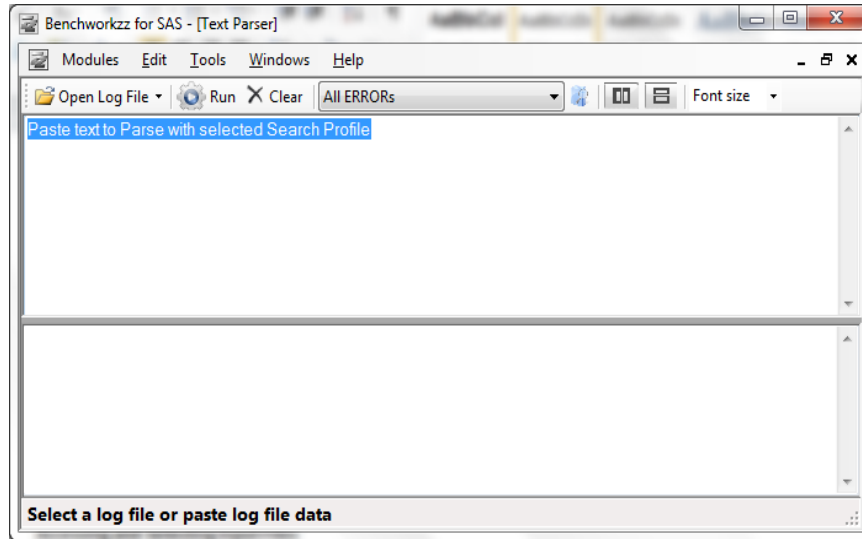 Benchworkzz for SAS - [Text Parser]
Modules Edit Tools Windows Help
Open Log File Run Clear All ERRORs Font size
Paste text to Parse with selected Search Profile
Select a log file or paste log file data